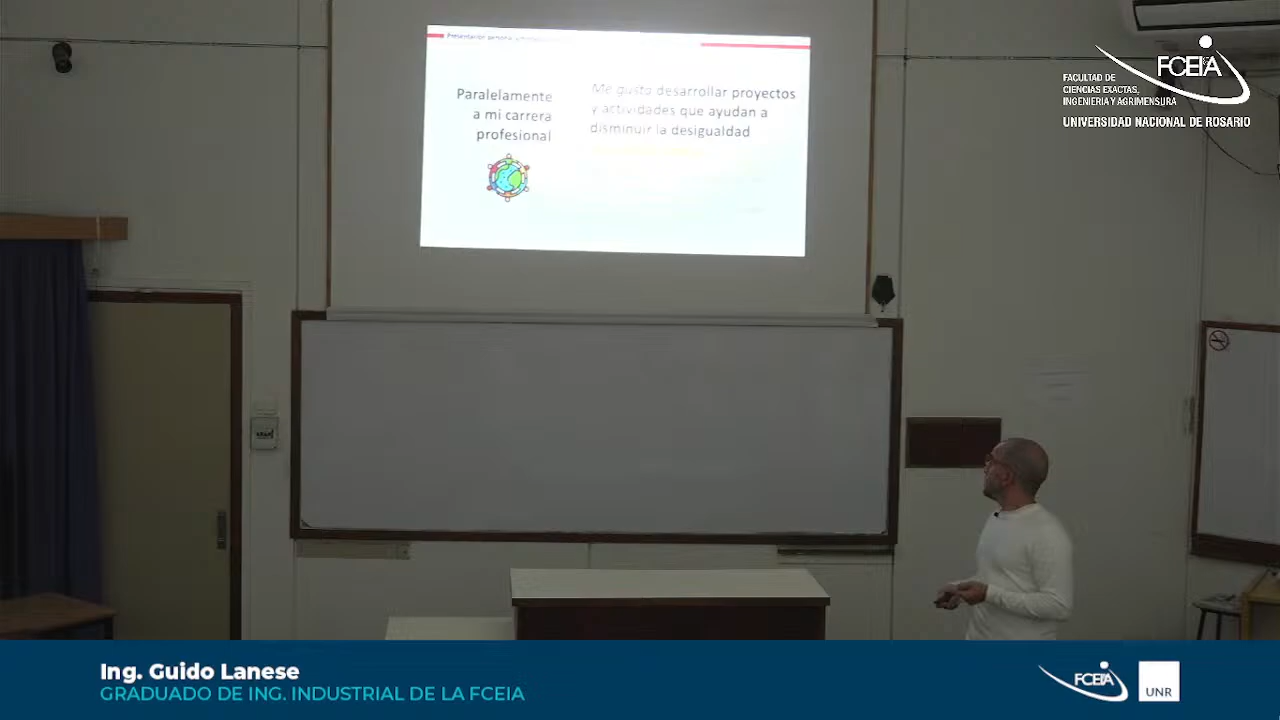 Paralelamente
a mi carrera
profesional
Me gusta desarrollar proyectos
y actividades que ayudan a
disminuir la desigualdad
FCEIA
FACULTAD DE
CIENCIAS EXACTAS,
INGENIERÍA Y AGRIMENSURA
UNIVERSIDAD NACIONAL DE ROSARIO
Ing. Guido Lanese
GRADUADO DE ING. INDUSTRIAL DE LA FCEIA
FCEIA
UNR